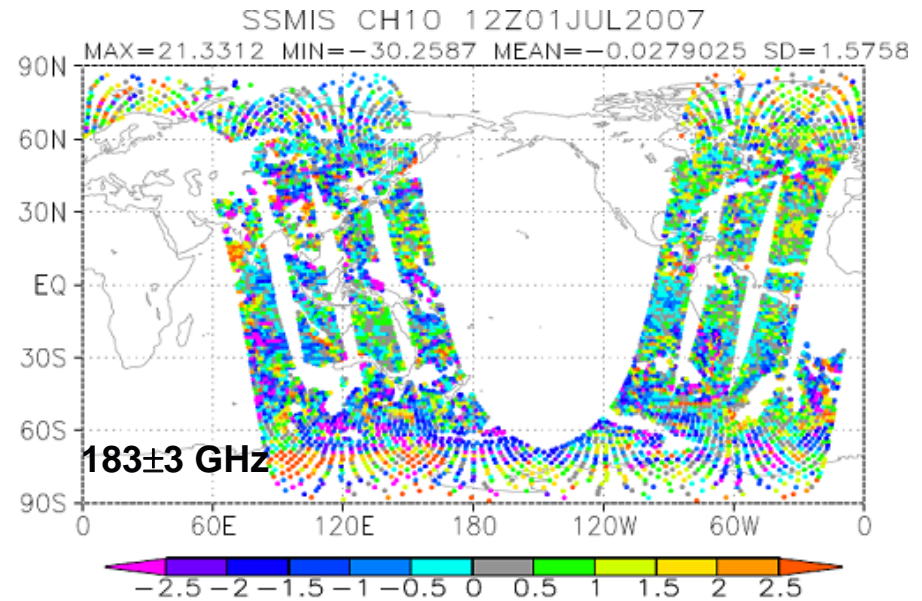 SSMIS CH10 12Z01JUL2007
MAX=21.3312 MIN=−30.2587 MEAN=−0.0279025 SD=1.5758
90N
60N
30N
EQ
30S
60S
90S
183±3 GHz
0 60E 120E 180 120W 60W 0
−2.5 −2 −1.5 −1 −0.5 0 0.5 1 1.5 2 2.5